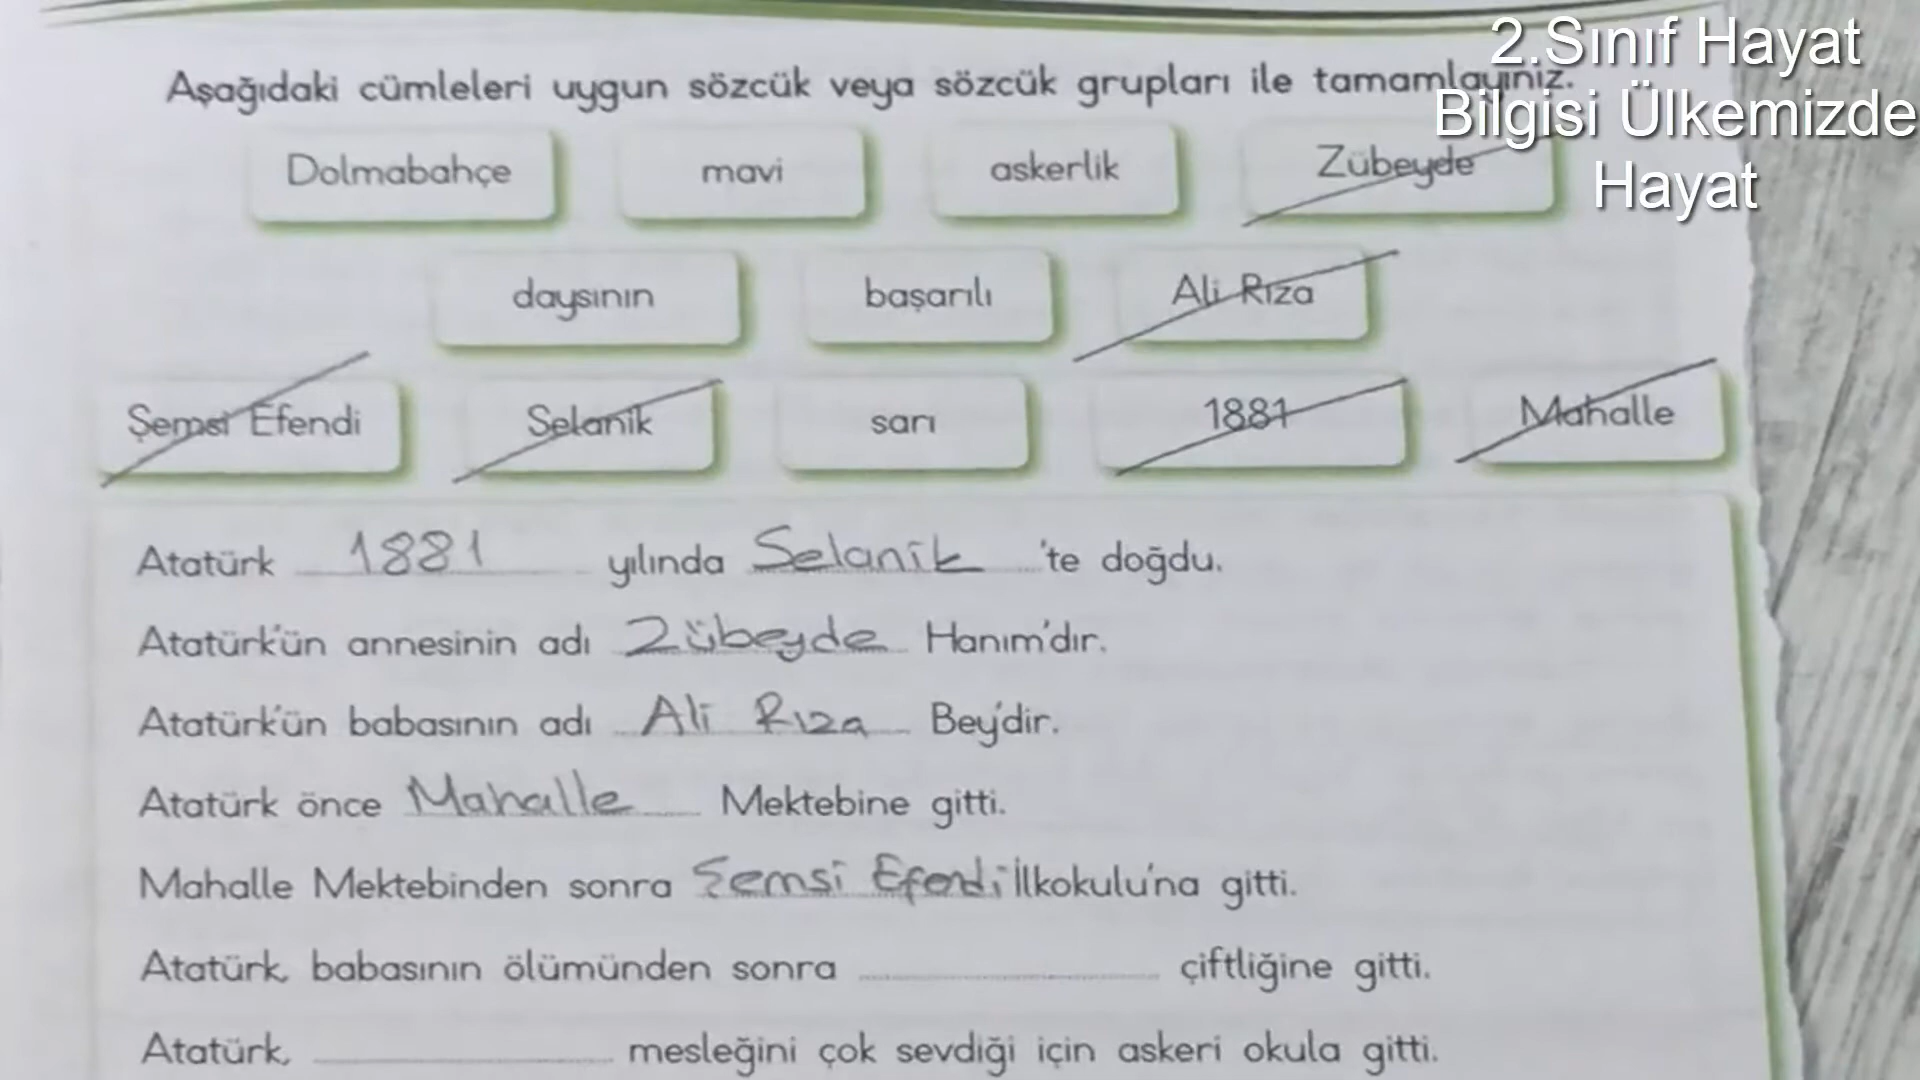 2.Sınıf Hayat
Bilgisi Ülkemizde
Hayat
Aşağıdaki cümleleri uygun sözcük veya sözcük grupları ile tamamlayınız.
Dolmabahçe mavi askerlik Zübeyde
daysının başarılı Ali Rıza
Şemsi Efendi Selanik sarı 1881 Mahalle
Atatürk 1881 yılında Selanik 'te doğdu.
Atatürk'ün annesinin adı Zübeyde Hanım'dır.
Atatürk'ün babasının adı Ali Rıza Bey'dir.
Atatürk önce Mahalle Mektebine gitti.
Mahalle Mektebinden sonra Şemsi Efendi İlkokulu'na gitti.
Atatürk, babasının ölümünden sonra çiftliğine gitti.
Atatürk, mesleğini çok sevdiği için askeri okula gitti.